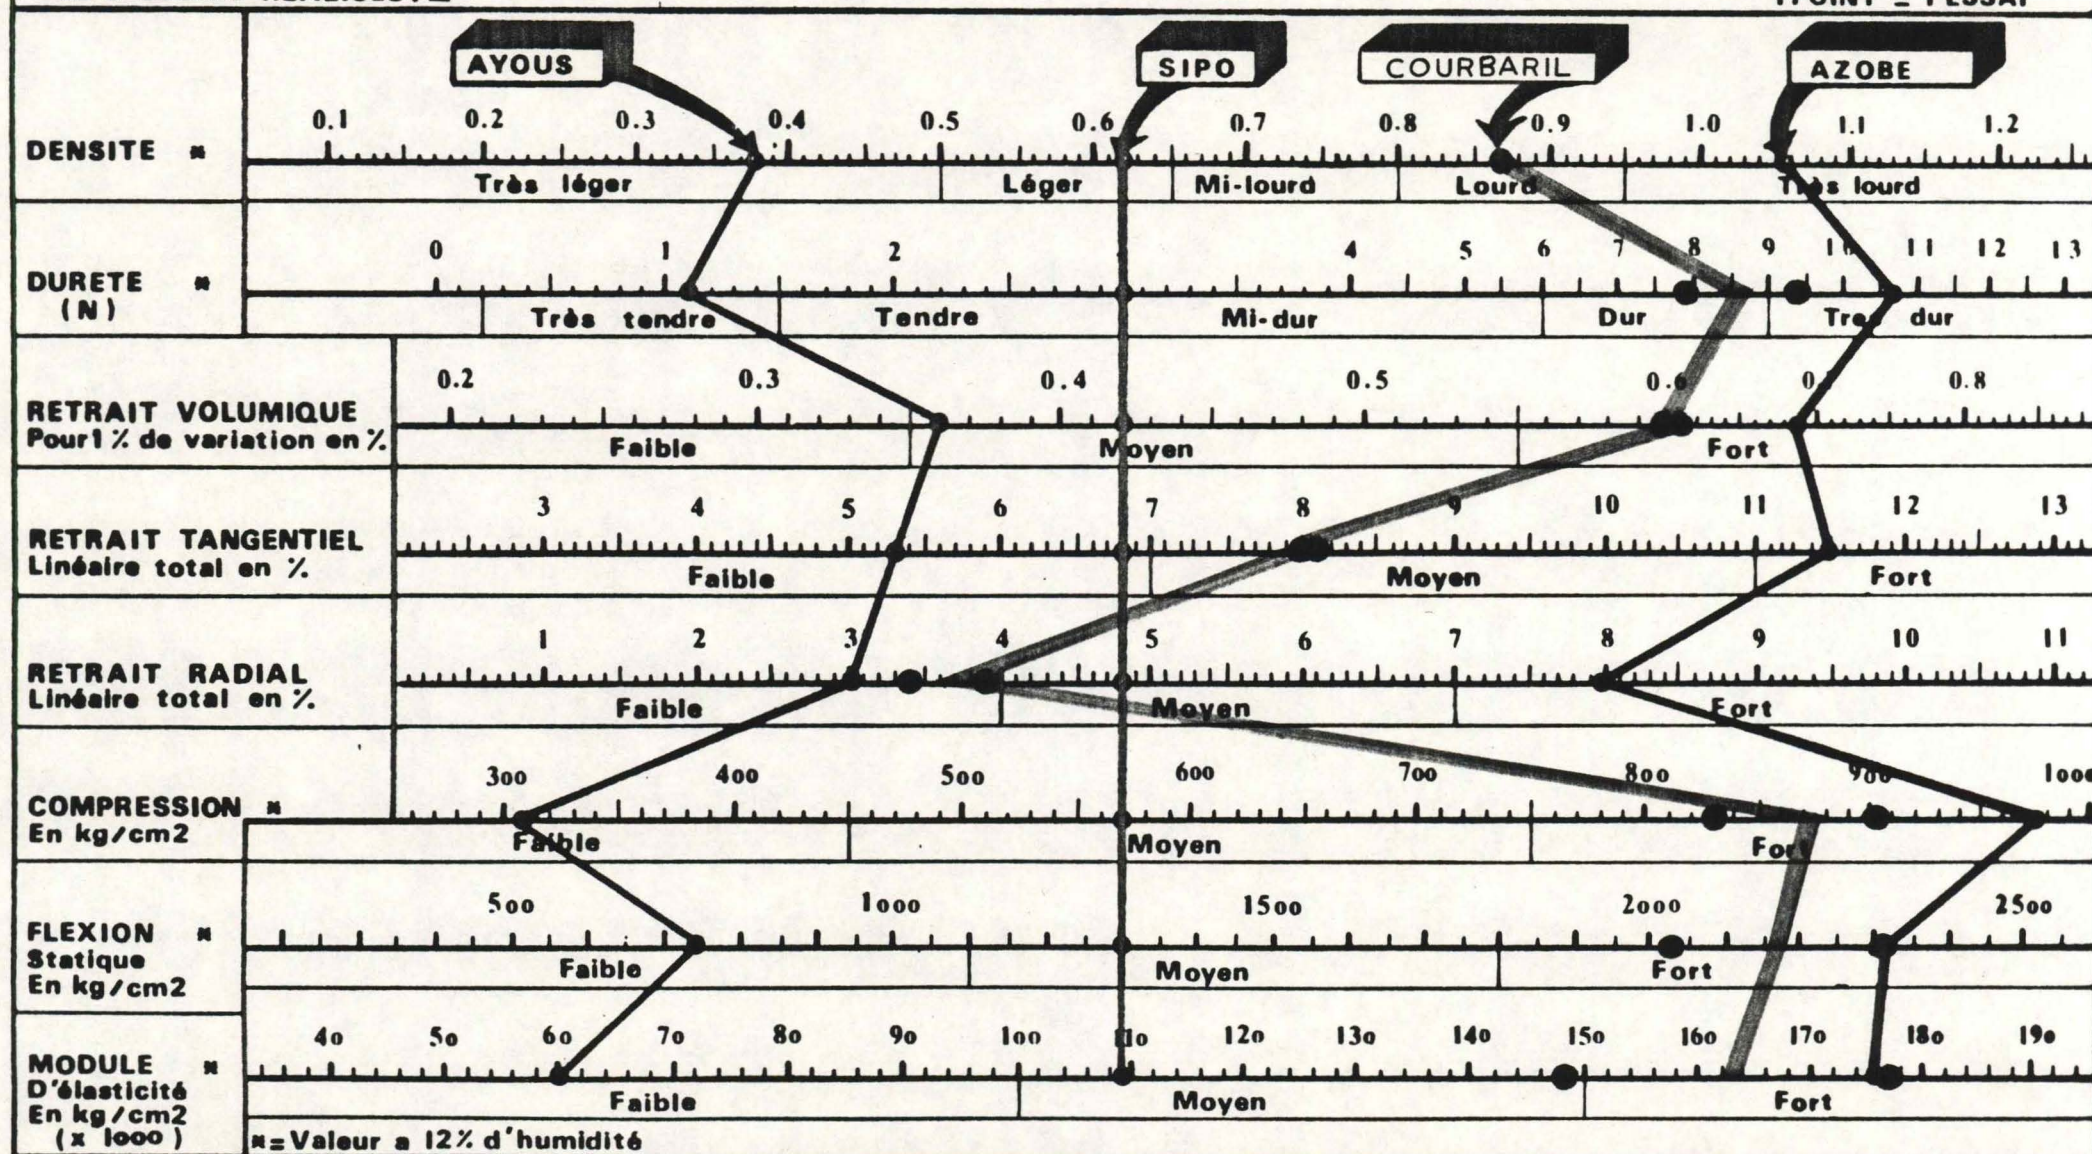 AYOUS SIPO COURBARIL AZOBE
0.1 0.2 0.3 0.4 0.5 0.6 0.7 0.8 0.9 1.0 1.1 1.2
DENSITE *
Très léger Léger Mi-lourd Lourd Très lourd
0 1 2 4 5 6 7 8 9 10 11 12 13
DURETE *
(N)
Très tendre Tendre Mi-dur Dur Tres dur
0.2 0.3 0.4 0.5 0.6 0.8
RETRAIT VOLUMIQUE
Pour 1 % de variation en %.
Faible Moyen Fort
3 4 5 6 7 8 9 10 11 12 13
RETRAIT TANGENTIEL
Linéaire total en %.
Faible Moyen Fort
1 2 3 4 5 6 7 8 9 10 11
RETRAIT RADIAL
Linéaire total en %.
Faible Moyen Fort
300 400 500 600 700 800 900 1000
COMPRESSION *
En kg/cm2
Faible Moyen Fort
500 1000 1500 2000 2500
FLEXION *
Statique
En kg/cm2
Faible Moyen Fort
40 50 60 70 80 90 100 110 120 130 140 150 160 170 180 190
MODULE *
D'élasticité
En kg/cm2
(x 1000)
Faible Moyen Fort
*=Valeur a 12% d'humidité